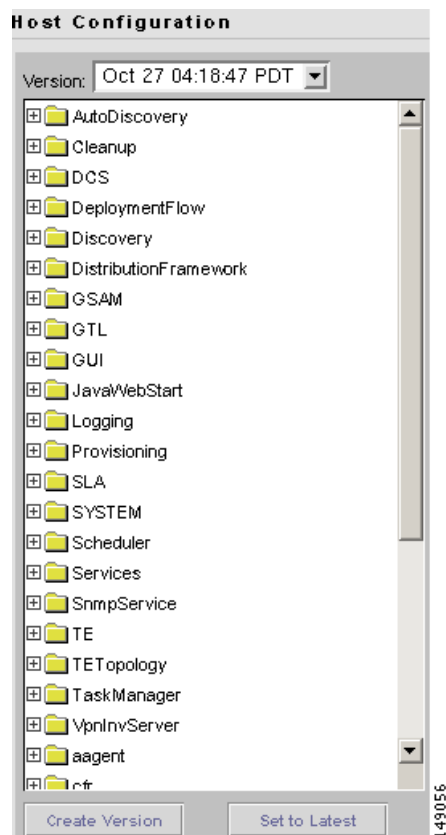 Host Configuration
Version: Oct 27 04:18:47 PDT
AutoDiscovery
Cleanup
DCS
DeploymentFlow
Discovery
DistributionFramework
GSAM
GTL
GUI
JavaWebStart
Logging
Provisioning
SLA
SYSTEM
Scheduler
Services
SnmpService
TE
TETopology
TaskManager
VpnInvServer
aagent
cfr
Create Version Set to Latest
149056